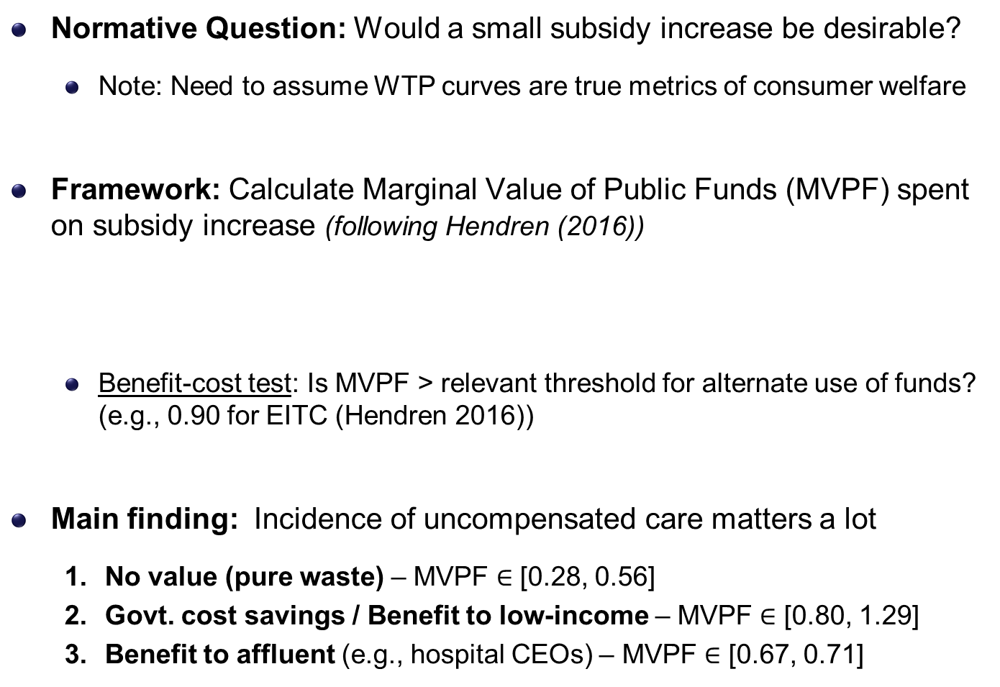 Normative Question: Would a small subsidy increase be desirable?
Note: Need to assume WTP curves are true metrics of consumer welfare
Framework: Calculate Marginal Value of Public Funds (MVPF) spent
on subsidy increase (following Hendren (2016))
Benefit-cost test: Is MVPF > relevant threshold for alternate use of funds?
(e.g., 0.90 for EITC (Hendren 2016))
Main finding: Incidence of uncompensated care matters a lot
1. No value (pure waste) – MVPF ∈ [0.28, 0.56]
2. Govt. cost savings / Benefit to low-income – MVPF ∈ [0.80, 1.29]
3. Benefit to affluent (e.g., hospital CEOs) – MVPF ∈ [0.67, 0.71]